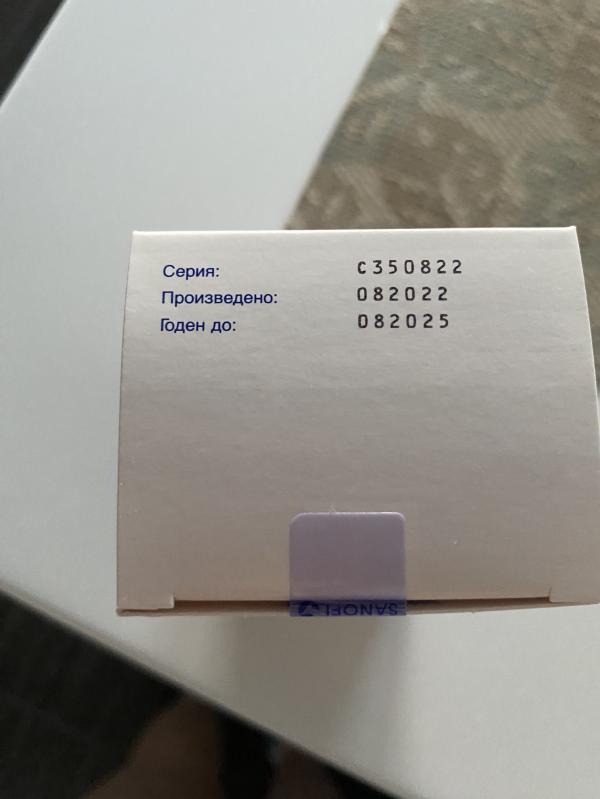 Серия: C350822
Произведено: 082022
Годен до: 082025
SANOFI